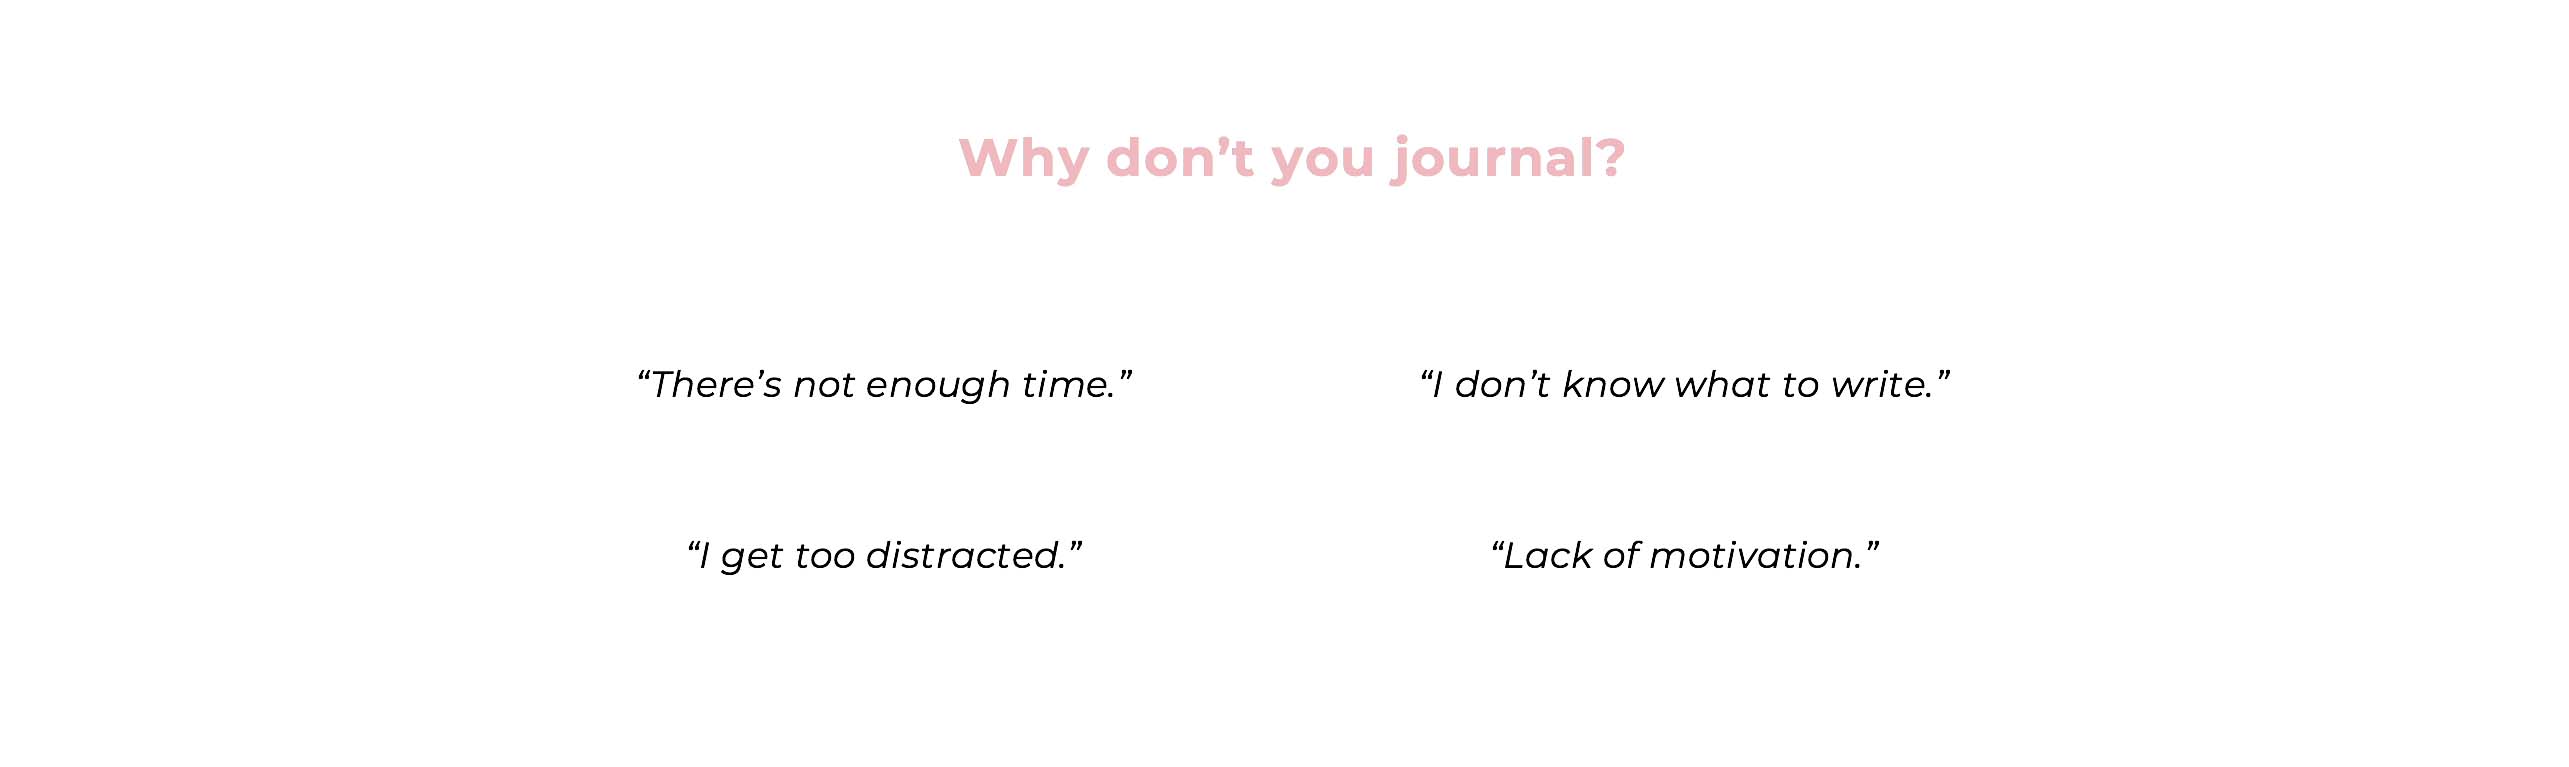 Why don’t you journal?
“There’s not enough time.”
“I don’t know what to write.”
“I get too distracted.”
“Lack of motivation.”